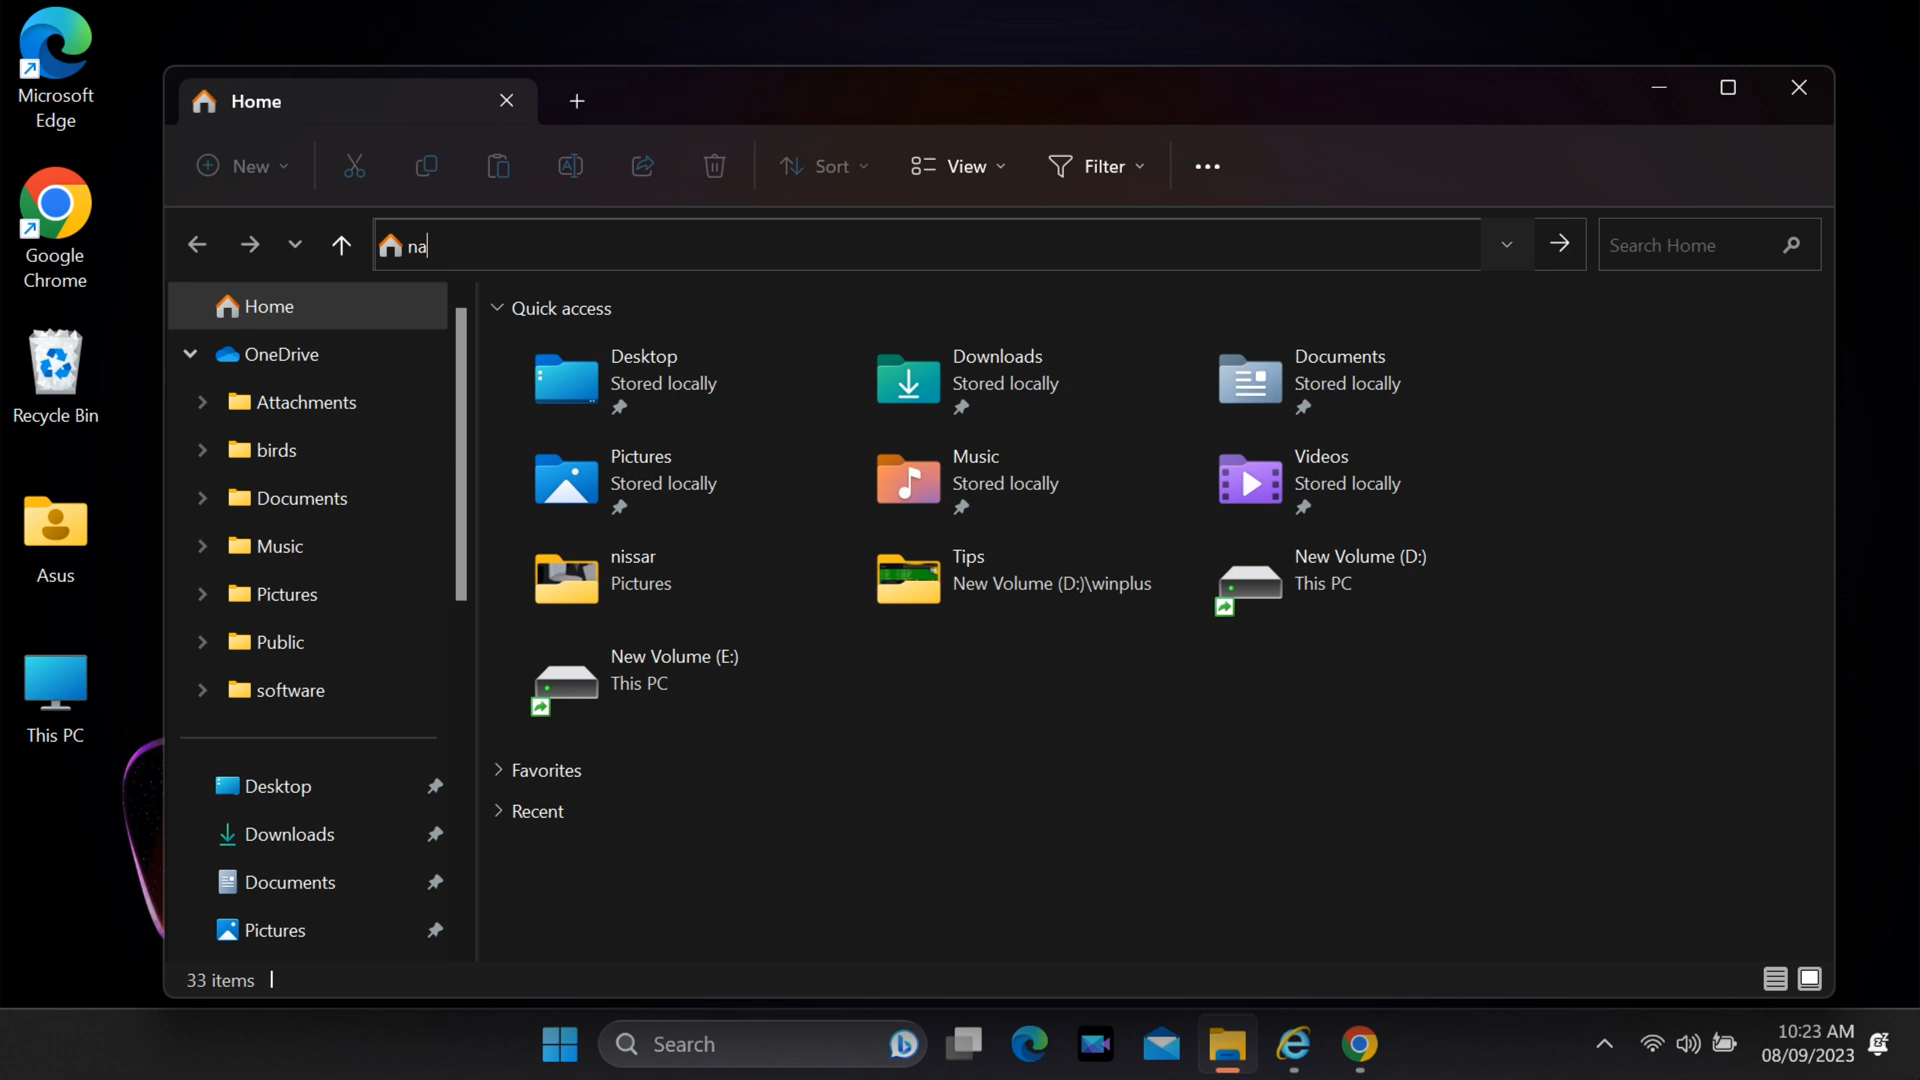 Microsoft
Edge
Google
Chrome
Recycle Bin
Asus
This PC
Home
New
Sort
View
Filter
na
Search Home
Home
OneDrive
Attachments
birds
Documents
Music
Pictures
Public
software
Desktop
Downloads
Documents
Pictures
Quick access
Desktop
Stored locally
Downloads
Stored locally
Documents
Stored locally
Pictures
Stored locally
Music
Stored locally
Videos
Stored locally
nissar
Pictures
Tips
New Volume (D:)\winplus
New Volume (D:)
This PC
New Volume (E:)
This PC
Favorites
Recent
33 items
Search
10:23 AM
08/09/2023